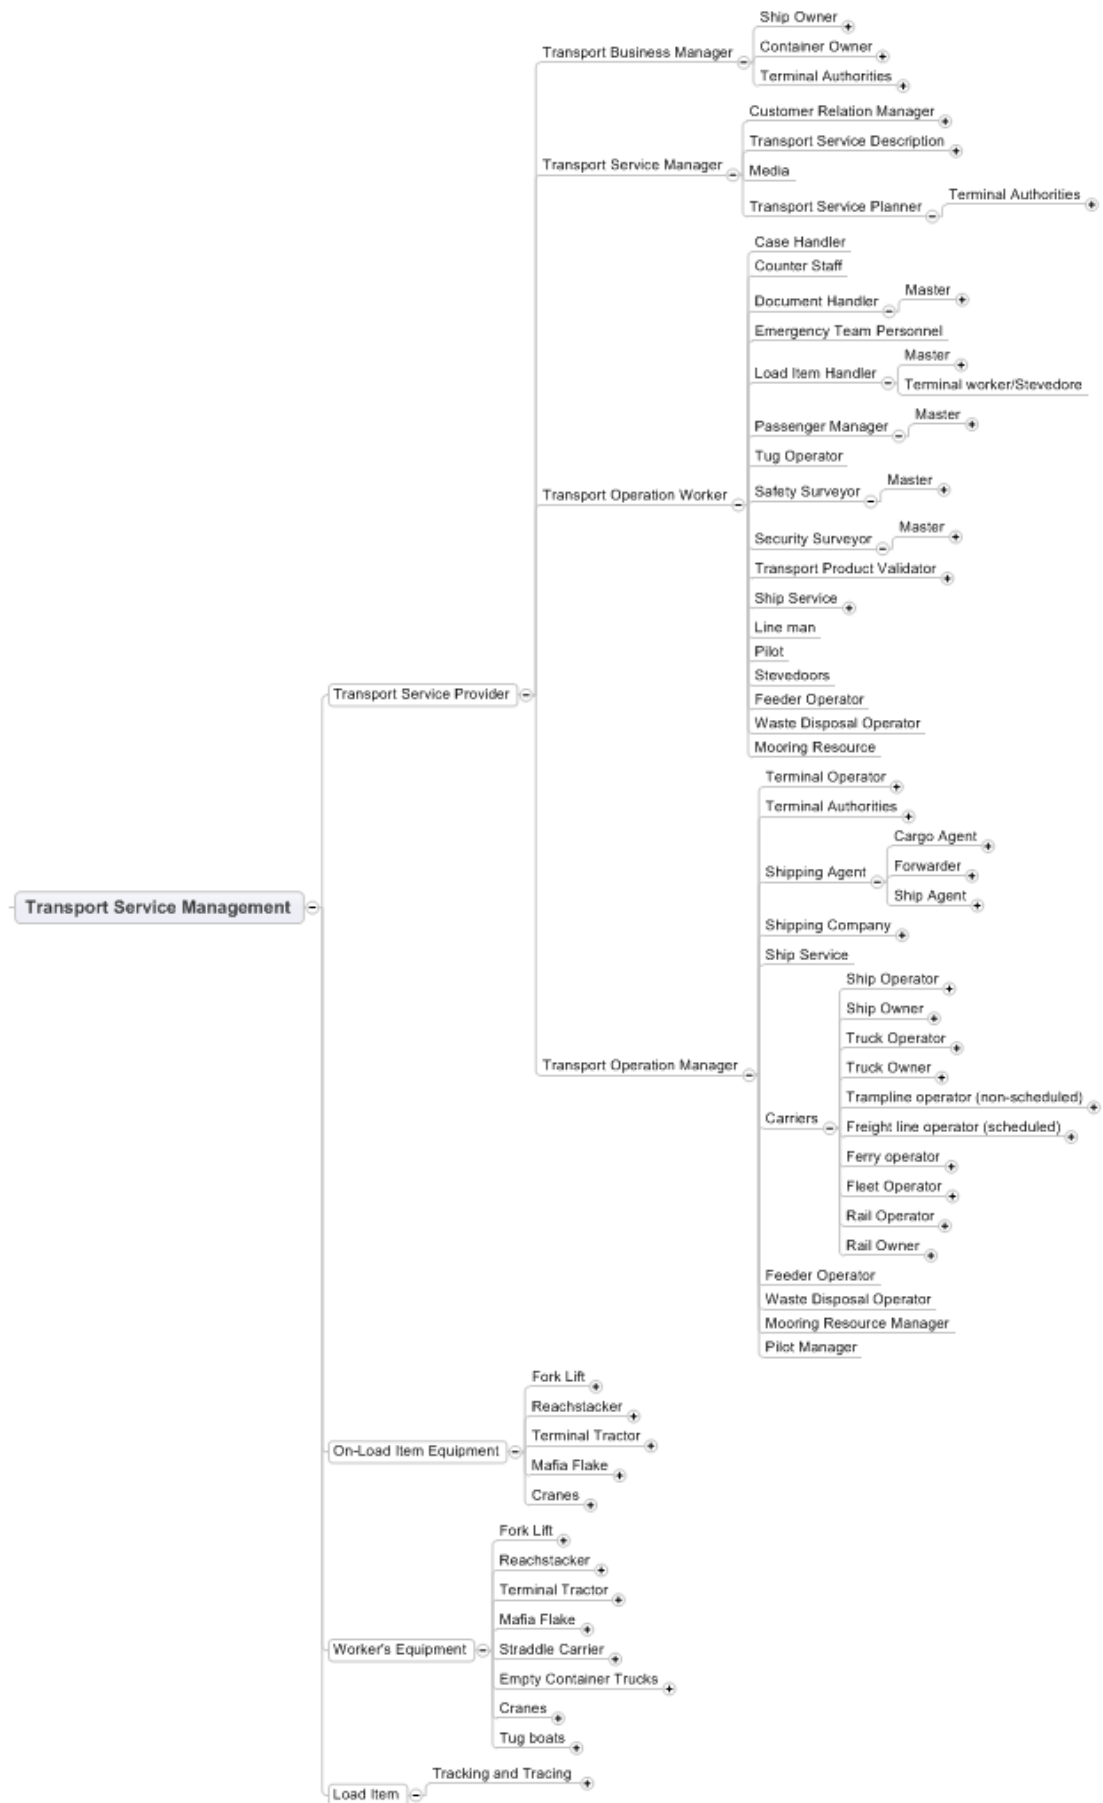 Ship Owner
Transport Business Manager
Container Owner
Terminal Authorities
Customer Relation Manager
Transport Service Description
Transport Service Manager
Media
Transport Service Planner
Terminal Authorities
Case Handler
Counter Staff
Document Handler
Master
Emergency Team Personnel
Load Item Handler
Master
Terminal worker/Stevedore
Passenger Manager
Master
Tug Operator
Transport Operation Worker
Safety Surveyor
Master
Security Surveyor
Master
Transport Product Validator
Ship Service
Line man
Pilot
Stevedoors
Transport Service Provider
Feeder Operator
Waste Disposal Operator
Mooring Resource
Terminal Operator
Terminal Authorities
Shipping Agent
Cargo Agent
Forwarder
Ship Agent
Transport Service Management
Shipping Company
Ship Service
Transport Operation Manager
Carriers
Ship Operator
Ship Owner
Truck Operator
Truck Owner
Trampline operator (non-scheduled)
Freight line operator (scheduled)
Ferry operator
Fleet Operator
Rail Operator
Rail Owner
Feeder Operator
Waste Disposal Operator
Mooring Resource Manager
Pilot Manager
On-Load Item Equipment
Fork Lift
Reachstacker
Terminal Tractor
Mafia Flake
Cranes
Worker's Equipment
Fork Lift
Reachstacker
Terminal Tractor
Mafia Flake
Straddle Carrier
Empty Container Trucks
Cranes
Tug boats
Load Item
Tracking and Tracing